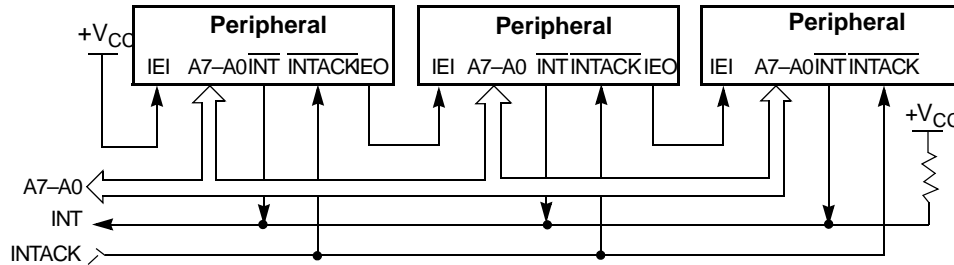 Peripheral Peripheral Peripheral
+VCC
IEI A7–A0 INT INTACK IEO IEI A7–A0 INT INTACK IEO IEI A7–A0 INT INTACK
+VCC
A7–A0
INT
INTACK